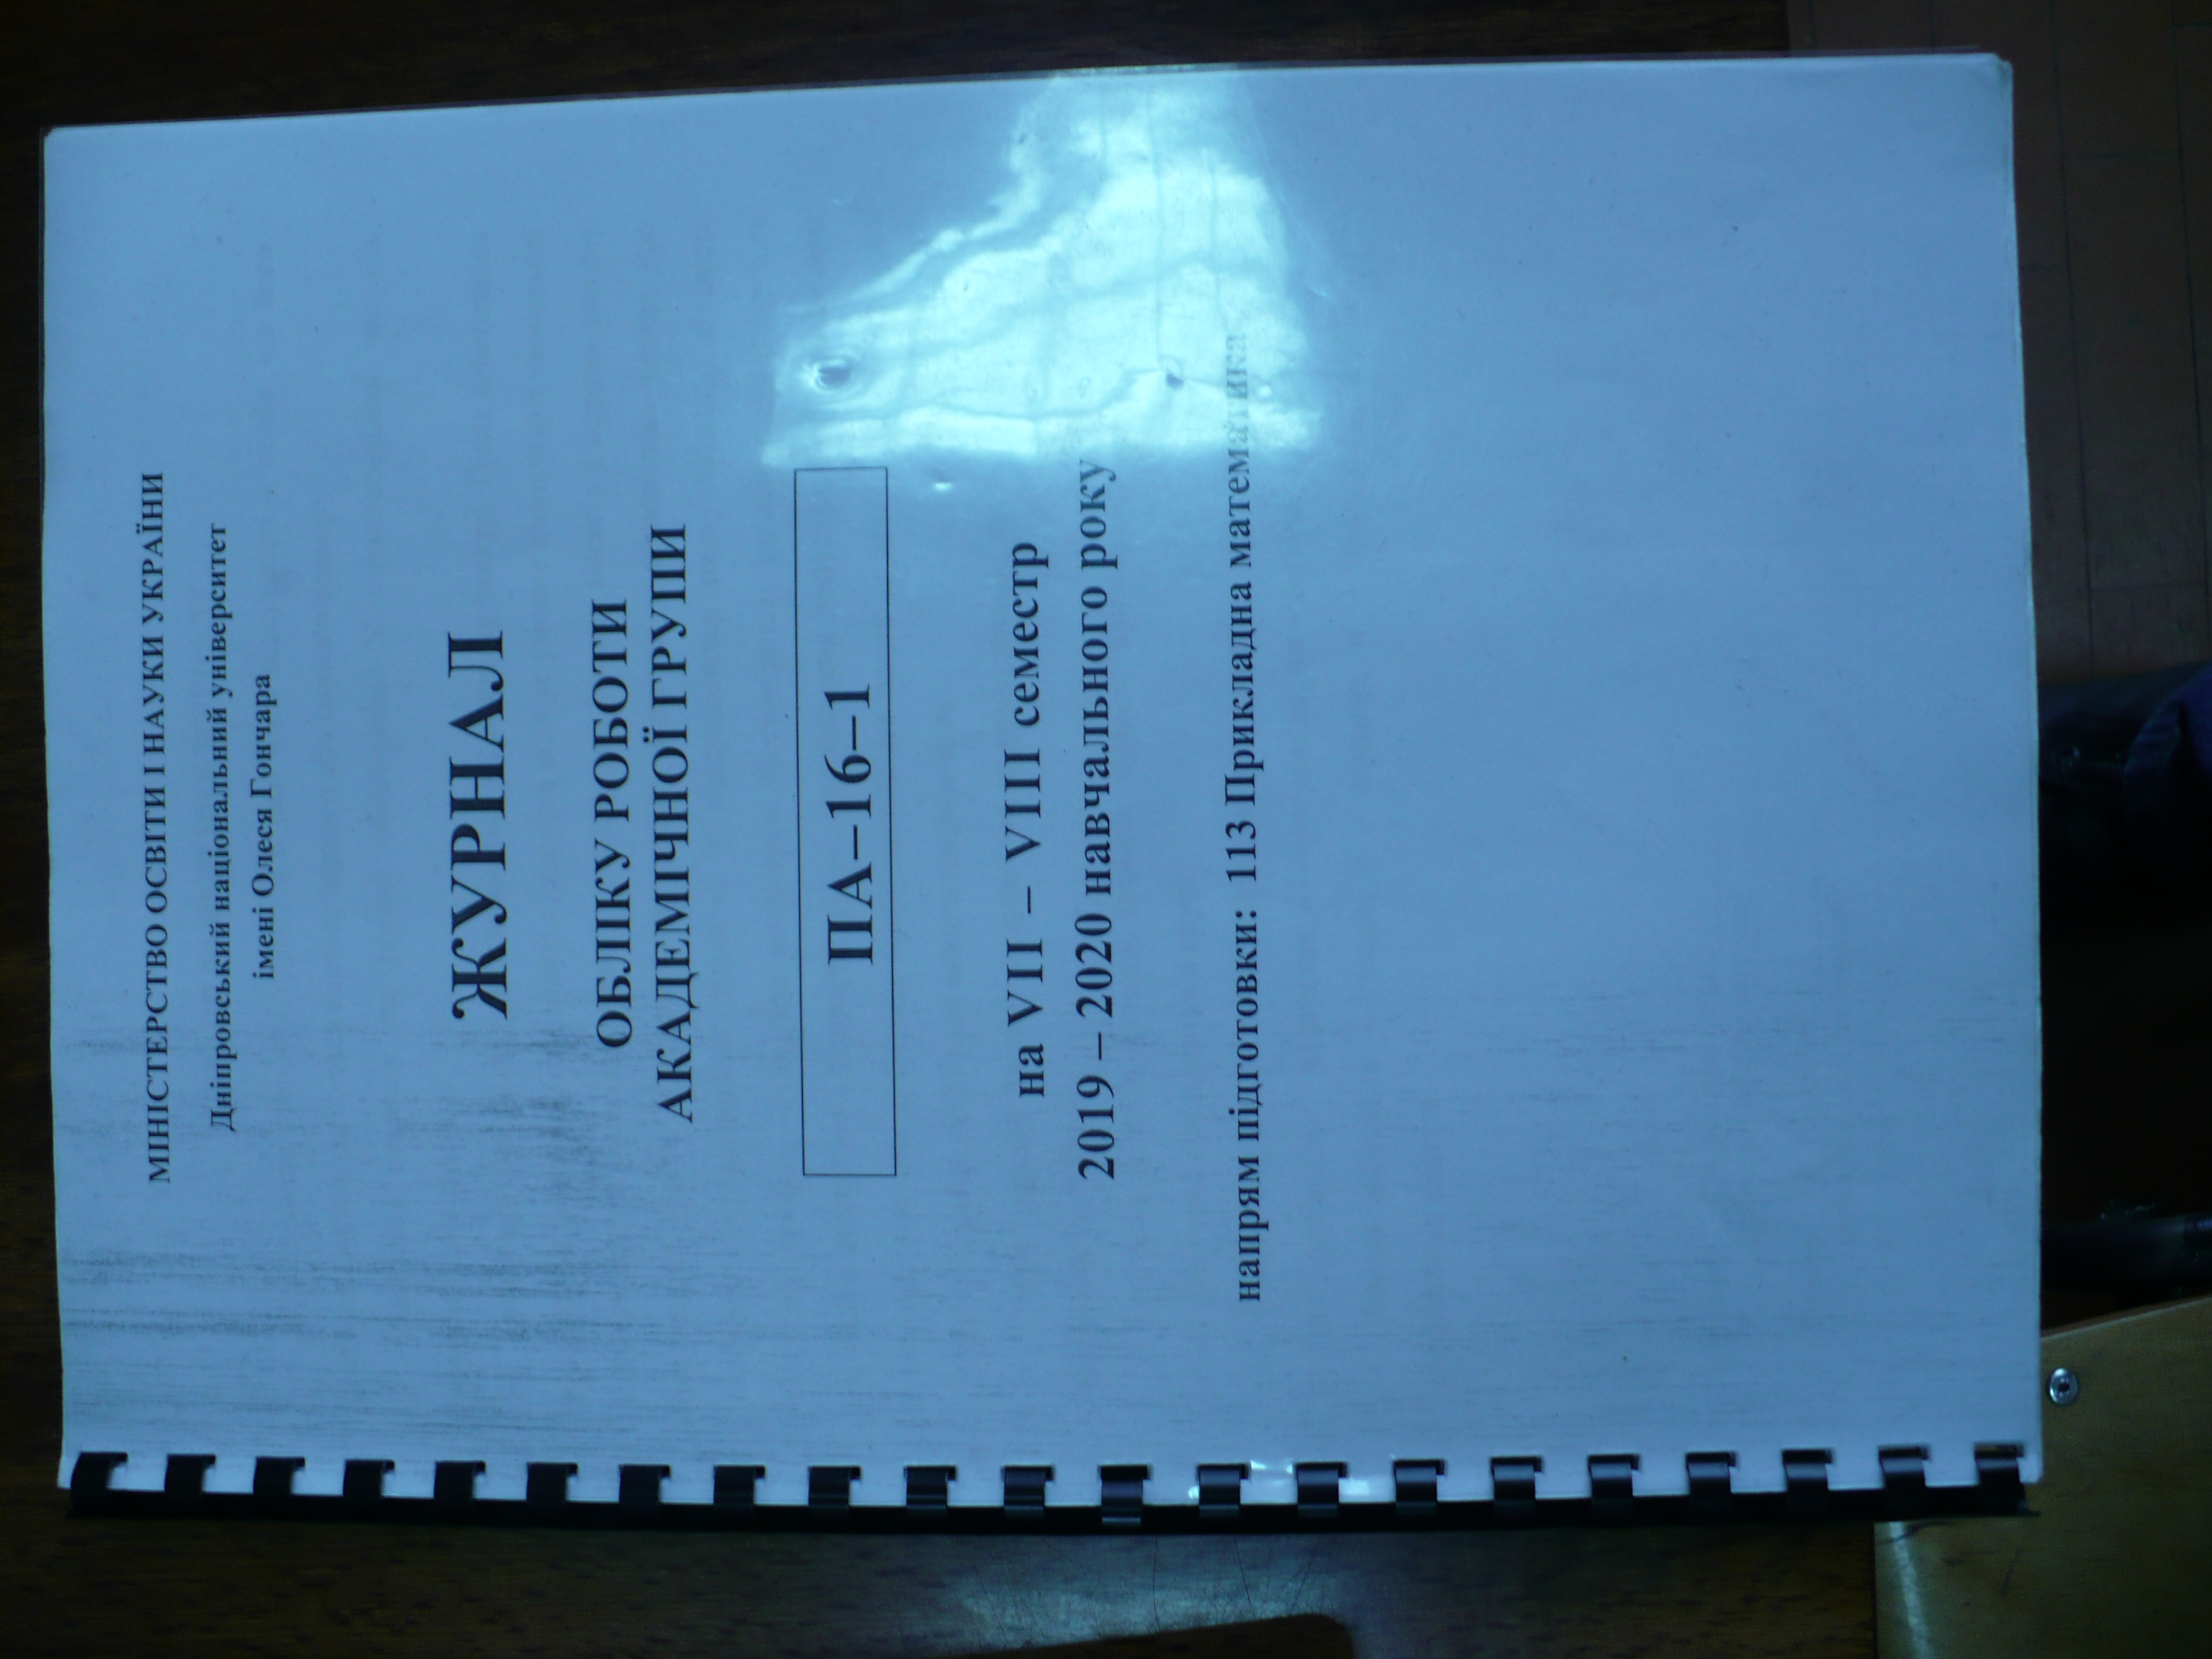 МІНІСТЕРСТВО ОСВІТИ І НАУКИ УКРАЇНИ
Дніпровський національний університет
імені Олеся Гончара
ЖУРНАЛ
ОБЛІКУ РОБОТИ
АКАДЕМІЧНОЇ ГРУПИ
ПА–16–1
на VII – VIII семестр
2019 – 2020 навчального року
напрям підготовки: 113 Прикладна математика